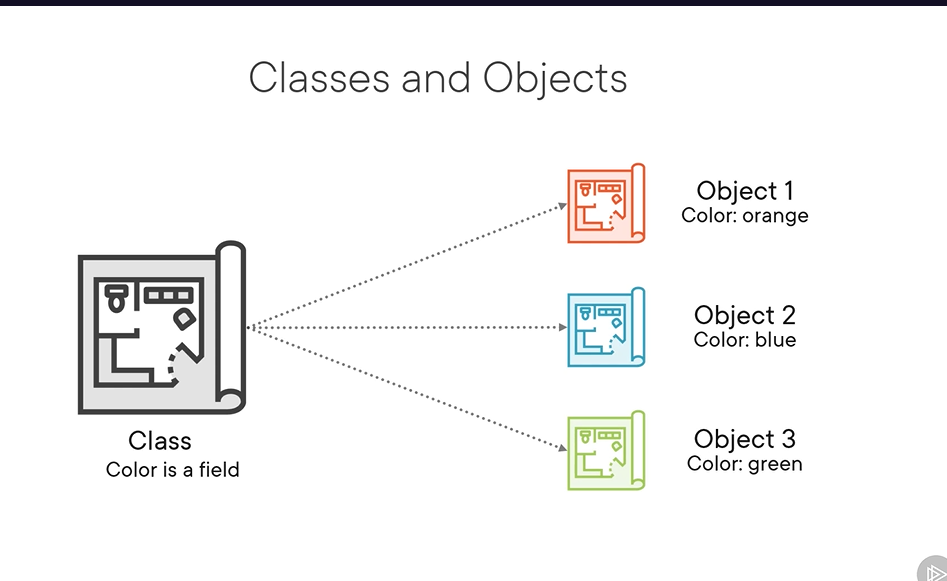 Classes and Objects
Object 1
Color: orange
Object 2
Color: blue
Class
Color is a field
Object 3
Color: green